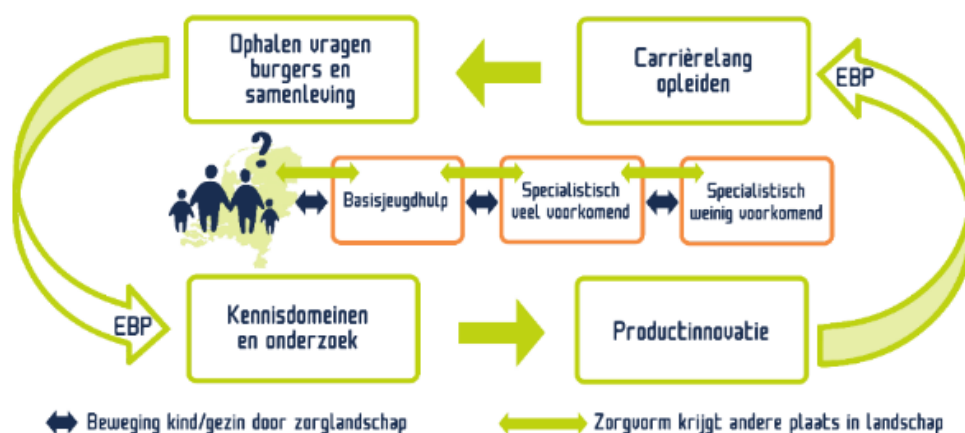 Ophalen vragen
burgers en
samenleving
Carrièrelang
opleiden
EBP
?
Basisjeugdhulp
Specialistisch
veel voorkomend
Specialistisch
weinig voorkomend
EBP
Kennisdomeinen
en onderzoek
Productinnovatie
Beweging kind/gezin door zorglandschap
Zorgvorm krijgt andere plaats in landschap